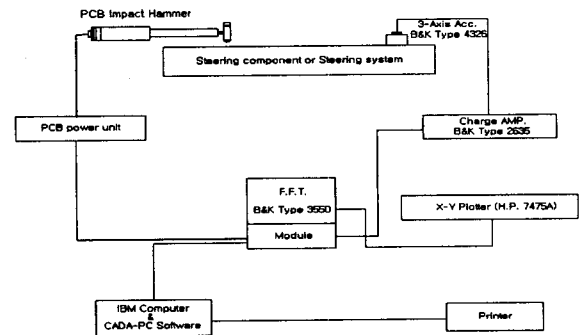 PCB Impact Hammer
3-Axis Acc.
B&K Type 4326
Steering component or Steering system
PCB power unit
Charge AMP.
B&K Type 2635
F.F.T.
B&K Type 3550
Module
X-Y Plotter (H.P. 7475A)
IBM Computer
&
CADA-PC Software
Printer